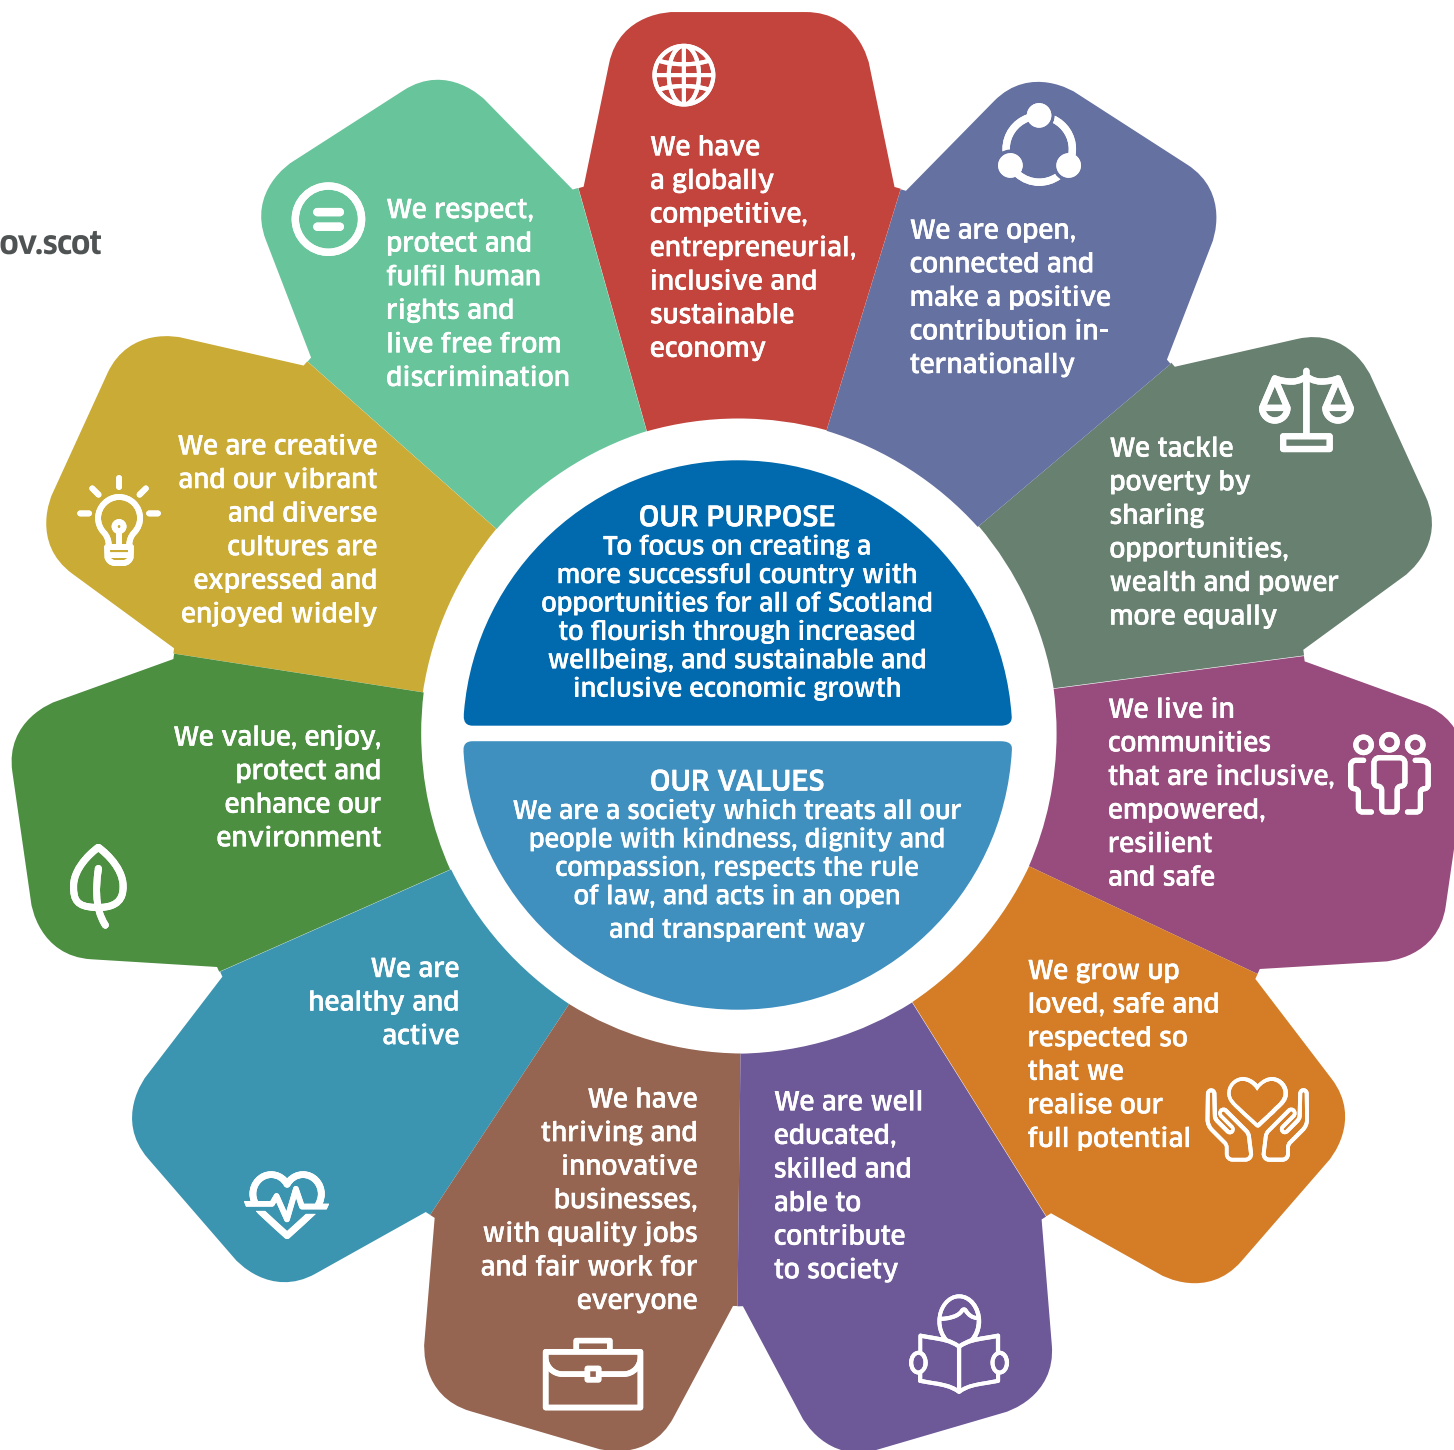 ov.scot
We have
a globally
competitive,
entrepreneurial,
inclusive and
sustainable
economy
We are open,
connected and
make a positive
contribution in-
ternationally
We tackle
poverty by
sharing
opportunities,
wealth and power
more equally
We live in
communities
that are inclusive,
empowered,
resilient
and safe
We grow up
loved, safe and
respected so
that we
realise our
full potential
We are well
educated,
skilled and
able to
contribute
to society
We have
thriving and
innovative
businesses,
with quality jobs
and fair work for
everyone
We are
healthy and
active
We value, enjoy,
protect and
enhance our
environment
We are creative
and our vibrant
and diverse
cultures are
expressed and
enjoyed widely
We respect,
protect and
fulfil human
rights and
live free from
discrimination
OUR PURPOSE
To focus on creating a
more successful country with
opportunities for all of Scotland
to flourish through increased
wellbeing, and sustainable and
inclusive economic growth
OUR VALUES
We are a society which treats all our
people with kindness, dignity and
compassion, respects the rule
of law, and acts in an open
and transparent way